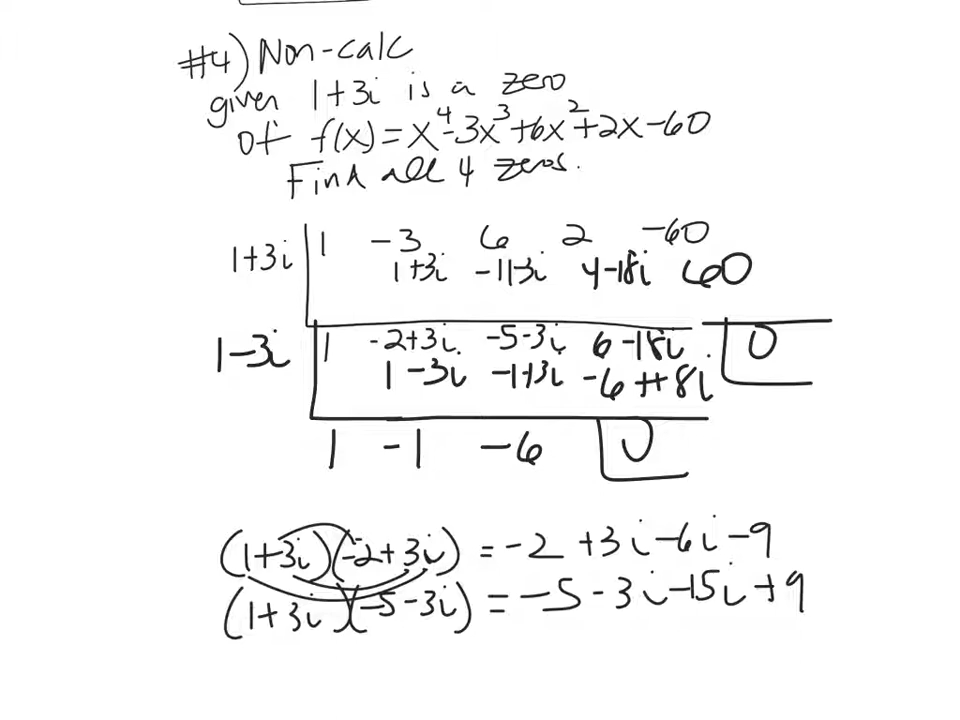 #4) Non-calc
given 1+3i is a zero
of f(x) = x⁴-3x³+6x²+2x-60
Find all 4 zeros.
1+3i | 1 -3 6 2 -60
1+3i -11-3i 4-18i 60
1-3i | 1 -2+3i -5-3i 6-18i 0
1-3i -1+3i -6+18i
1 -1 -6 0
(1+3i)(-2+3i) = -2+3i-6i-9
(1+3i)(-5-3i) = -5-3i-15i+9